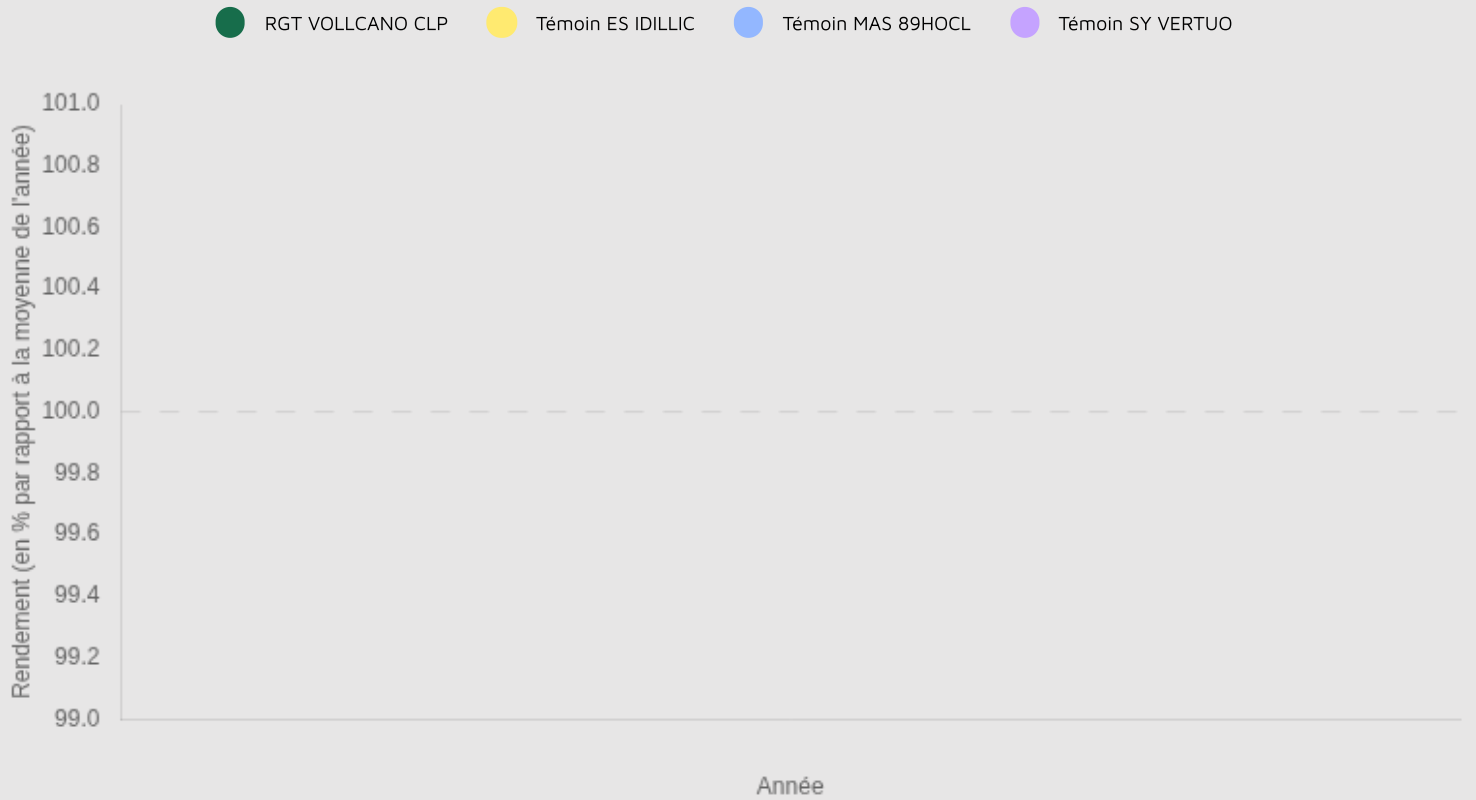 RGT VOLLCANO CLP
Témoin ES IDILLIC
Témoin MAS 89HOCL
Témoin SY VERTUO
Rendement (en % par rapport à la moyenne de l'année)
101.0
100.8
100.6
100.4
100.2
100.0
99.8
99.6
99.4
99.2
99.0
Année